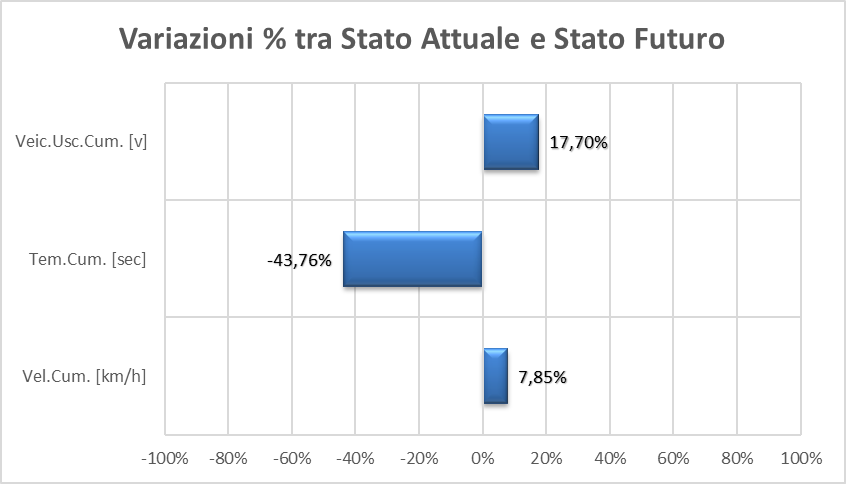 Variazioni % tra Stato Attuale e Stato Futuro
Veic.Usc.Cum. [v]
17,70%
Tem.Cum. [sec]
-43,76%
Vel.Cum. [km/h]
7,85%
-100% -80% -60% -40% -20% 0% 20% 40% 60% 80% 100%